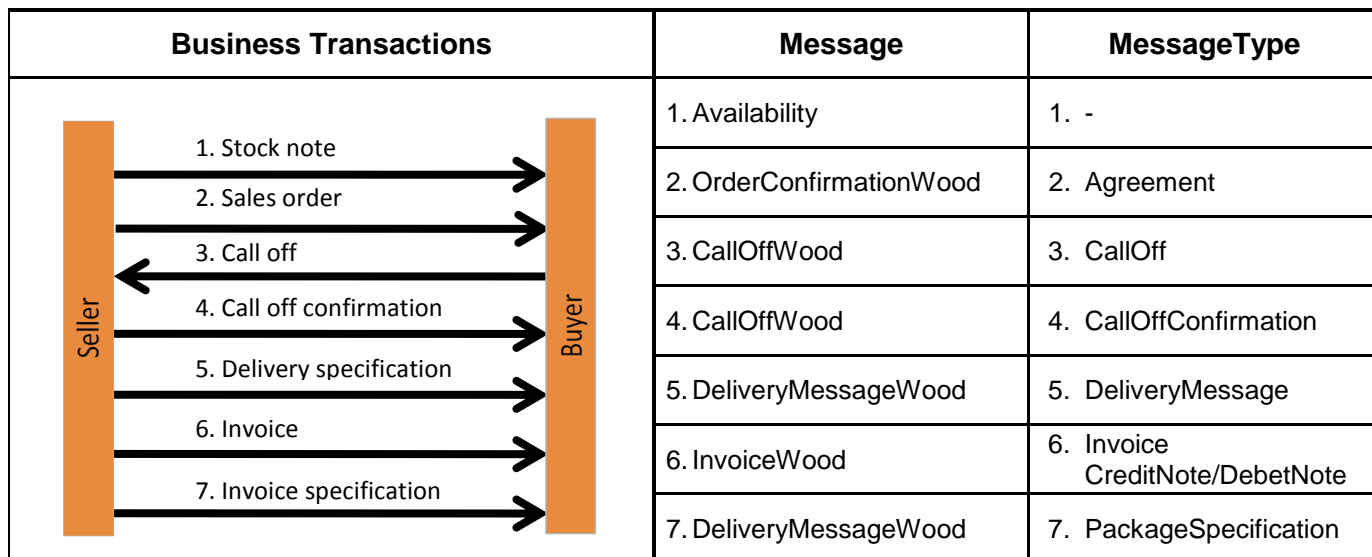 Business Transactions
Message
MessageType
Seller
1. Stock note
2. Sales order
3. Call off
4. Call off confirmation
5. Delivery specification
6. Invoice
7. Invoice specification
Buyer
1. Availability
1. -
2. OrderConfirmationWood
2. Agreement
3. CallOffWood
3. CallOff
4. CallOffWood
4. CallOffConfirmation
5. DeliveryMessageWood
5. DeliveryMessage
6. InvoiceWood
6. Invoice
CreditNote/DebetNote
7. DeliveryMessageWood
7. PackageSpecification